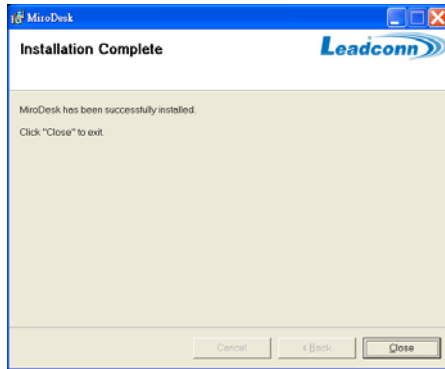 MiroDesk
Installation Complete
Leadconn
MiroDesk has been successfully installed.
Click "Close" to exit.
Cancel
< Back
Close